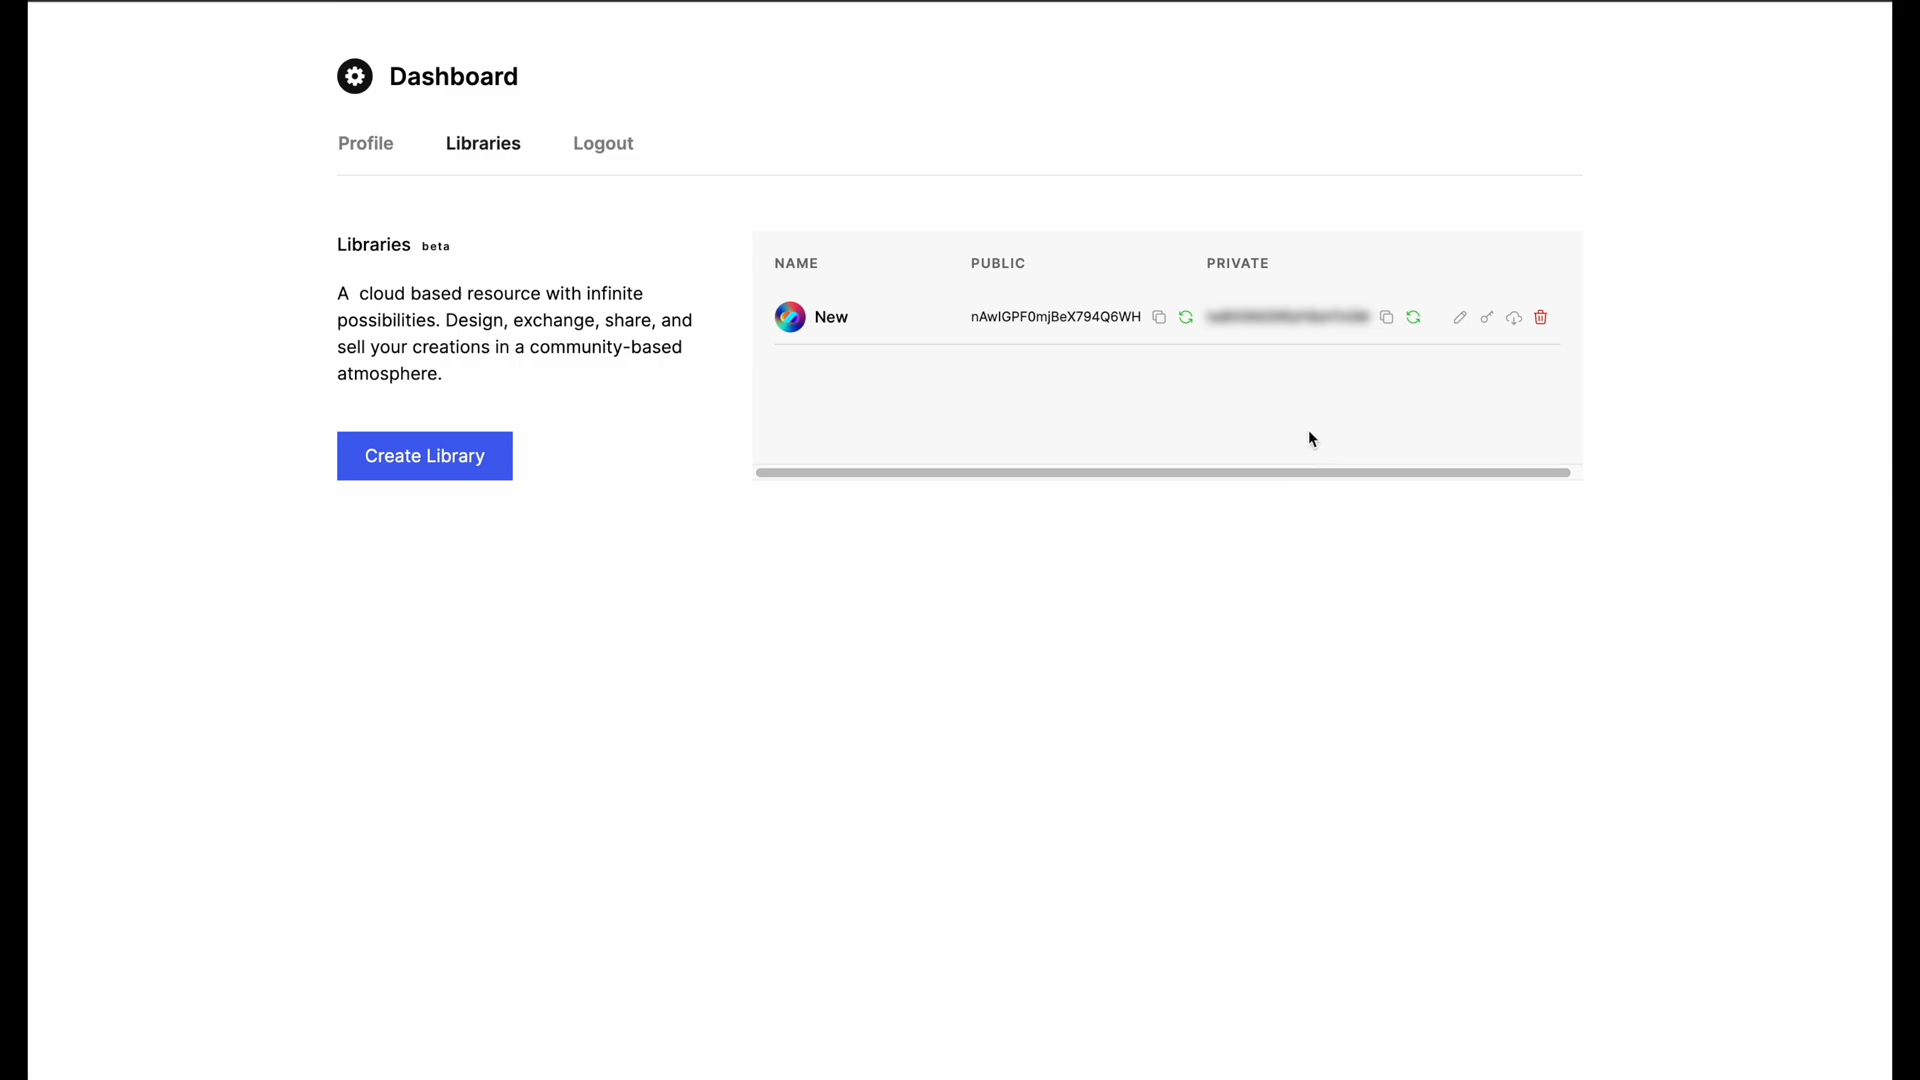 Dashboard
Profile Libraries Logout
Libraries beta
A cloud based resource with infinite
possibilities. Design, exchange, share, and
sell your creations in a community-based
atmosphere.
Create Library
NAME PUBLIC PRIVATE
New nAwIGPF0mjBeX794Q6WH